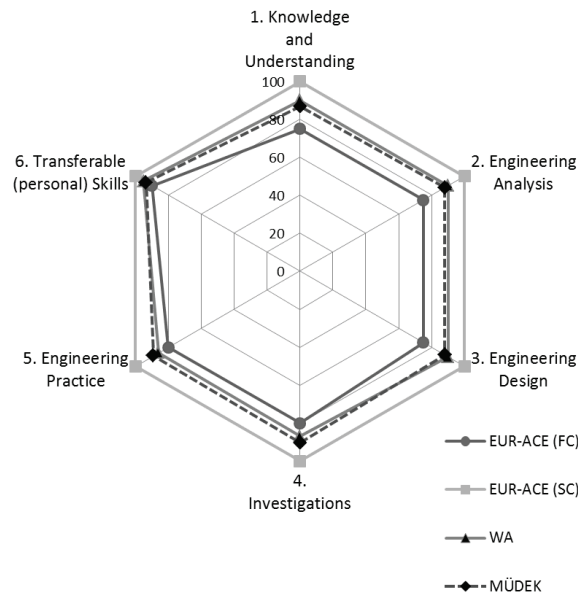 1. Knowledge
and
Understanding
100
80
60
40
20
0
6. Transferable
(personal) Skills
2. Engineering
Analysis
5. Engineering
Practice
3. Engineering
Design
4.
Investigations
EUR-ACE (FC)
EUR-ACE (SC)
WA
MÜDEK